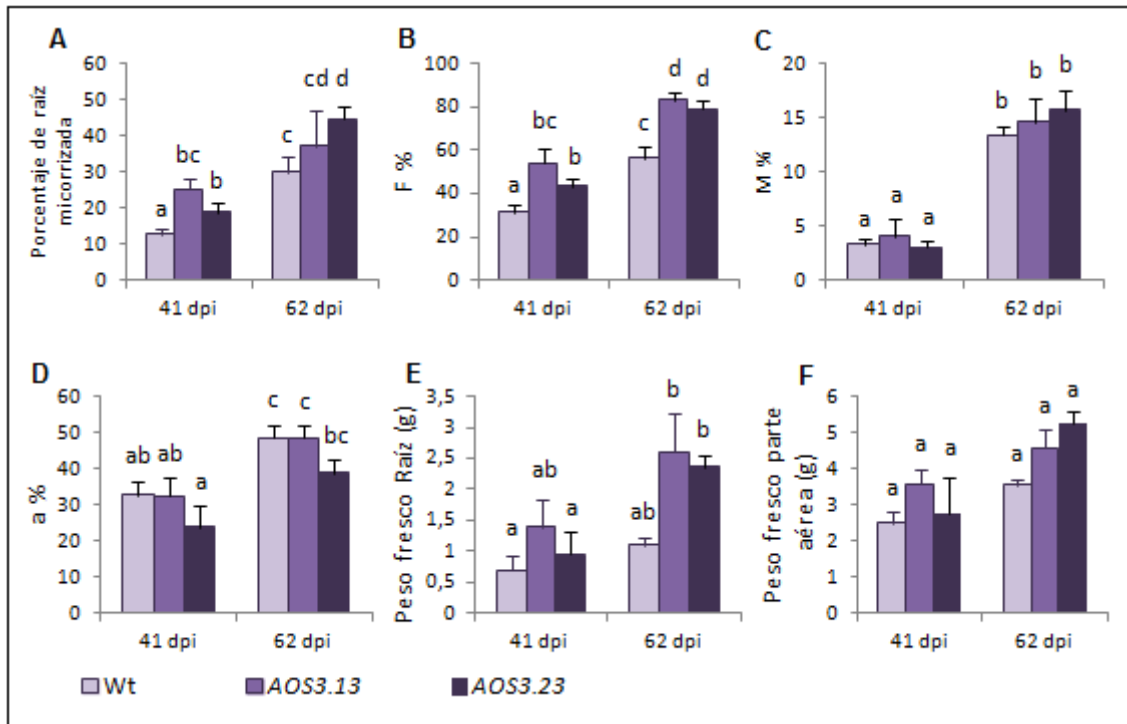 A
Porcentaje de raíz
micorrizada
60
50
40
30
20
10
0
a
bc
b
c
cd
d
41 dpi
62 dpi
B
F %
100
80
60
40
20
0
a
bc
b
c
d
d
41 dpi
62 dpi
C
M %
20
15
10
5
0
a
a
a
b
b
b
41 dpi
62 dpi
D
a %
60
50
40
30
20
10
0
ab
ab
a
c
c
bc
41 dpi
62 dpi
E
Peso fresco Raíz (g)
3,5
3
2,5
2
1,5
1
0,5
0
a
ab
a
ab
b
b
41 dpi
62 dpi
F
Peso fresco parte
aérea (g)
6
5
4
3
2
1
0
a
a
a
a
a
a
41 dpi
62 dpi
Wt
AOS3.13
AOS3.23